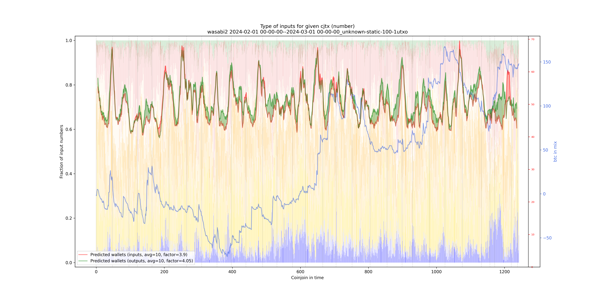 Type of inputs for given cjtx (number)
wasabi2 2024-02-01 00-00-00--2024-03-01 00-00-00_unknown-static-100-1utxo
1.0
0.8
0.6
0.4
0.2
0.0
Fraction of input numbers
150
100
50
0
−50
btc in mix
Predicted wallets (inputs, avg=10, factor=3.9)
Predicted wallets (outputs, avg=10, factor=4.05)
0
200
400
600
800
1000
1200
Coinjoin in time